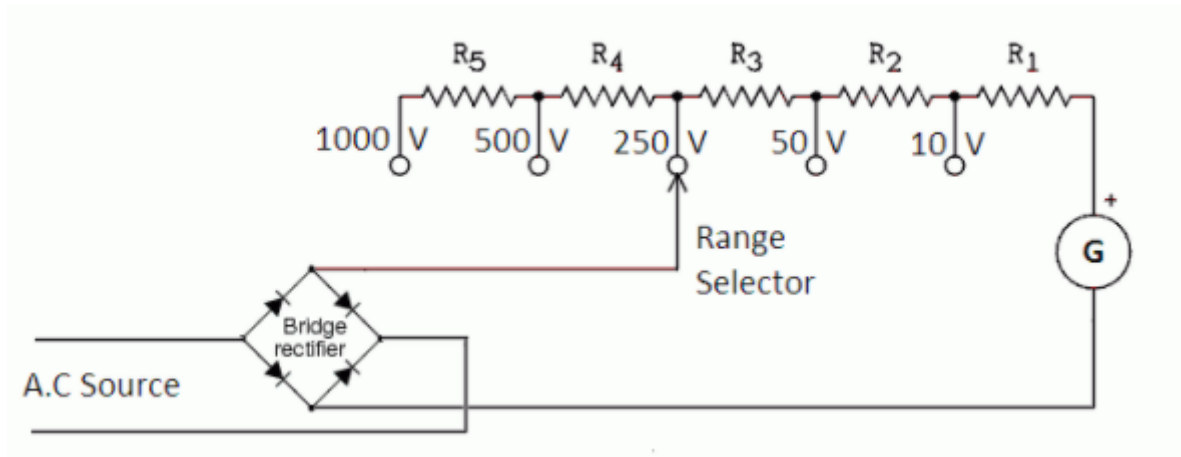 R5 R4 R3 R2 R1
1000 V 500 V 250 V 50 V 10 V
+
Range
Selector
G
Bridge
rectifier
A.C Source